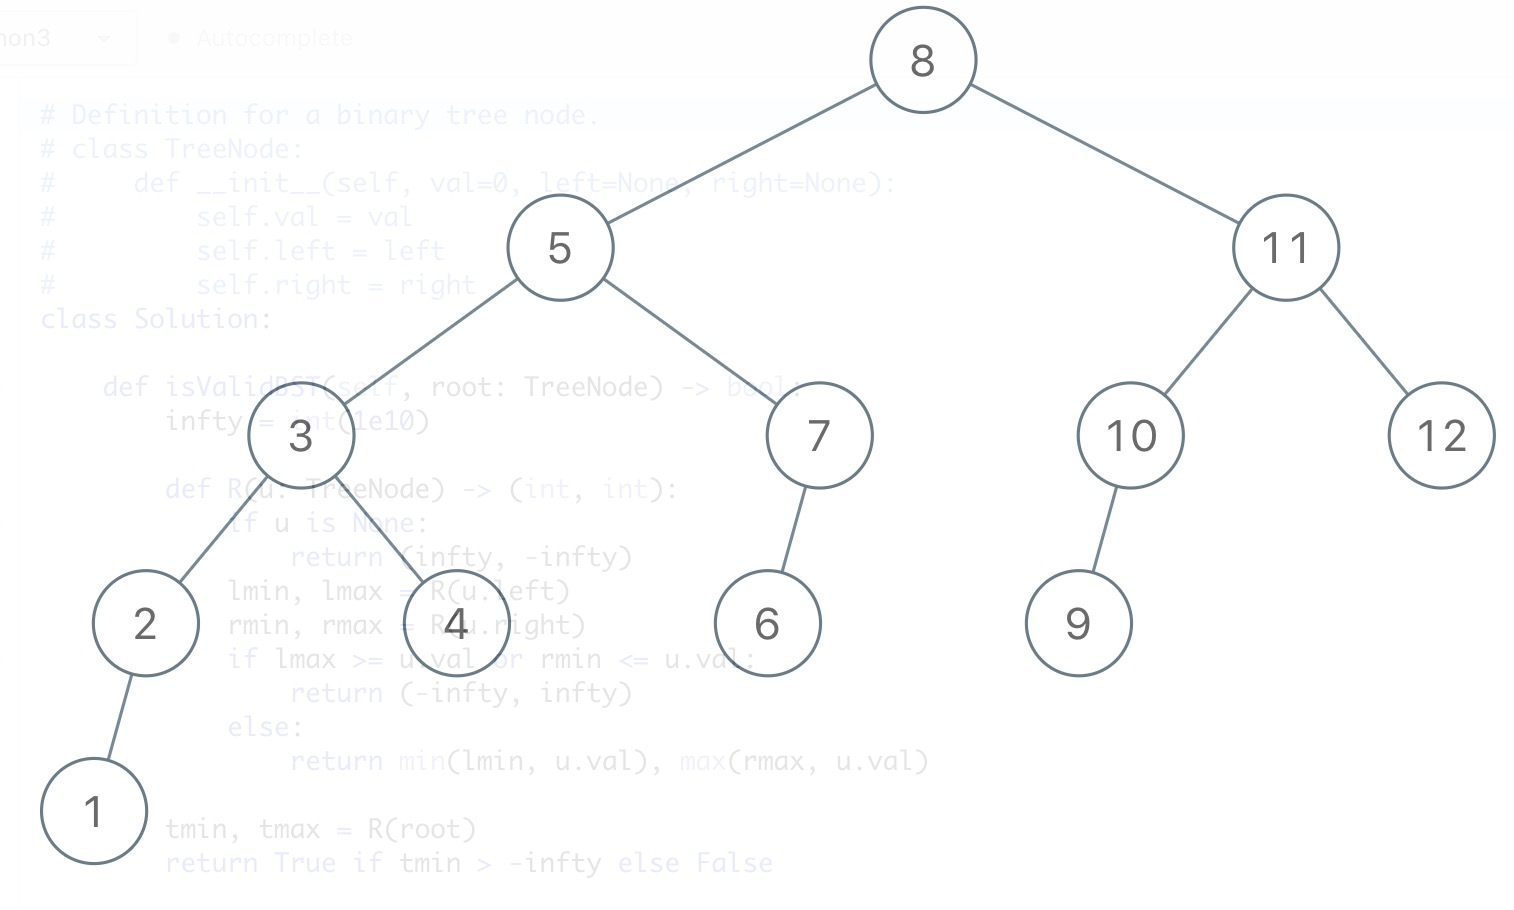 hon3 • Autocomplete
8
# Definition for a binary tree node.
# class TreeNode:
#     def __init__(self, val=0, left=None, right=None):
#         self.val = val
#         self.left = left
#         self.right = right
5
11
class Solution:
    def isValidBST(self, root: TreeNode) -> bool:
        infty = int(1e10)
3
7
10
12
        def R(u: TreeNode) -> (int, int):
            if u is None:
                return (infty, -infty)
            lmin, lmax = R(u.left)
            rmin, rmax = R(u.right)
2
4
6
9
            if lmax >= u.val or rmin <= u.val:
                return (-infty, infty)
            else:
                return min(lmin, u.val), max(rmax, u.val)
1
        tmin, tmax = R(root)
        return True if tmin > -infty else False